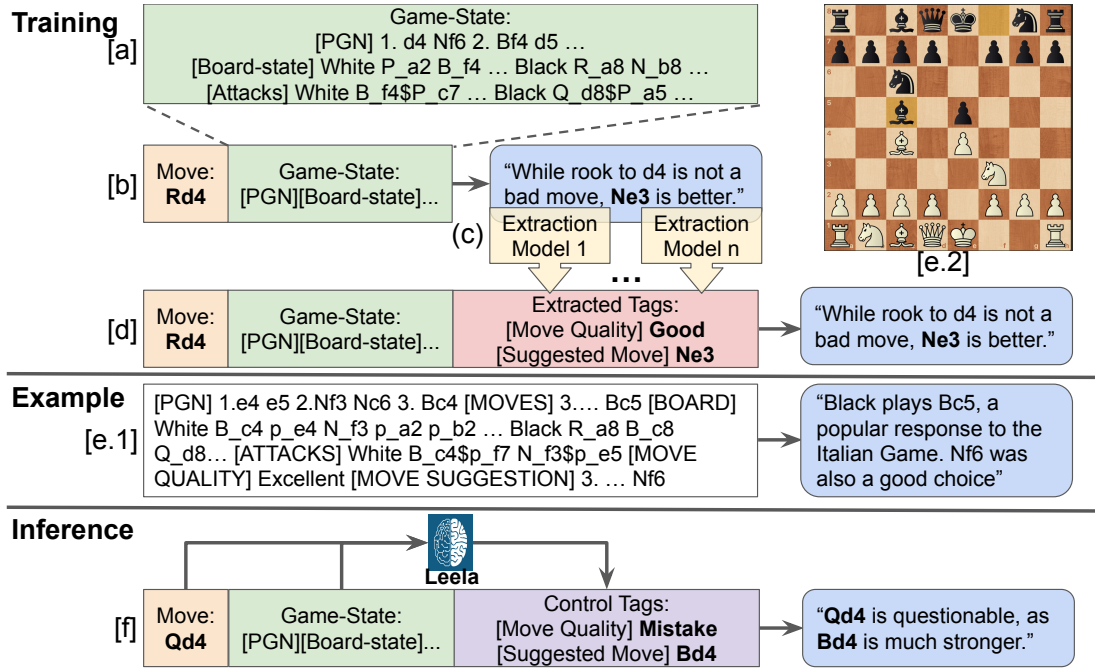 Training
[a]
Game-State:
[PGN] 1. d4 Nf6 2. Bf4 d5 …
[Board-state] White P_a2 B_f4 … Black R_a8 N_b8 …
[Attacks] White B_f4$P_c7 … Black Q_d8$P_a5 …
[b]
Move:
Rd4
Game-State:
[PGN][Board-state]...
“While rook to d4 is not a
bad move, Ne3 is better.”
(c)
Extraction
Model 1
...
Extraction
Model n
8
7
6
5
4
3
2
1
a b c d e f g h
[e.2]
[d]
Move:
Rd4
Game-State:
[PGN][Board-state]...
Extracted Tags:
[Move Quality] Good
[Suggested Move] Ne3
“While rook to d4 is not a
bad move, Ne3 is better.”
Example
[e.1]
[PGN] 1.e4 e5 2.Nf3 Nc6 3. Bc4 [MOVES] 3.... Bc5 [BOARD]
White B_c4 p_e4 N_f3 p_a2 p_b2 … Black R_a8 B_c8
Q_d8… [ATTACKS] White B_c4$p_f7 N_f3$p_e5 [MOVE
QUALITY] Excellent [MOVE SUGGESTION] 3. … Nf6
“Black plays Bc5, a
popular response to the
Italian Game. Nf6 was
also a good choice”
Inference
Leela
[f]
Move:
Qd4
Game-State:
[PGN][Board-state]...
Control Tags:
[Move Quality] Mistake
[Suggested Move] Bd4
“Qd4 is questionable, as
Bd4 is much stronger.”